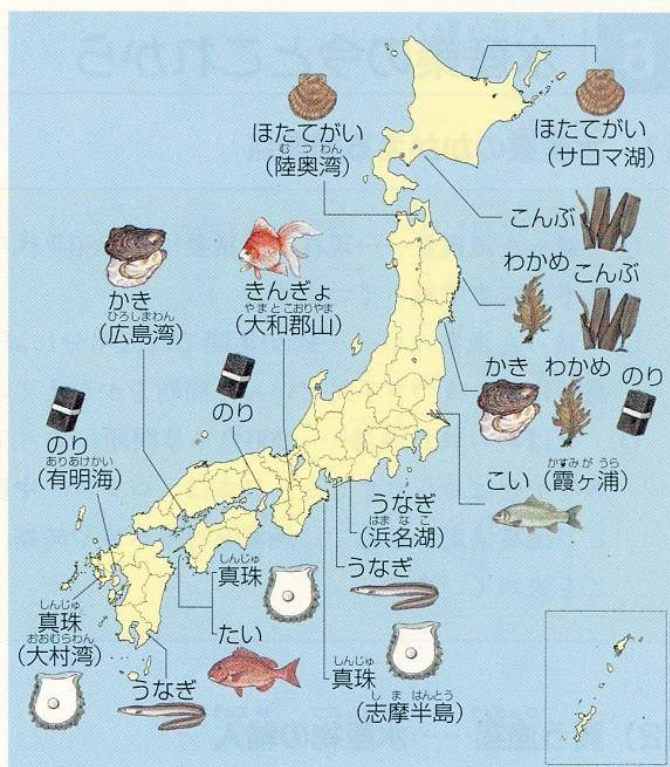 ほたてがい
むつわん
(陸奥湾)
ほたてがい
(サロマ湖)
こんぶ
わかめ
こんぶ
かき
わかめ
のり
かき
ひろしまわん
(広島湾)
きんぎょ
やまとこおりやま
(大和郡山)
のり
のり
ありあけかい
(有明海)
こい
かすみがうら
(霞ヶ浦)
うなぎ
はまなこ
(浜名湖)
うなぎ
しんじゅ
真珠
たい
しんじゅ
真珠
おおむらわん
(大村湾)
うなぎ
しんじゅ
真珠
しまはんとう
(志摩半島)